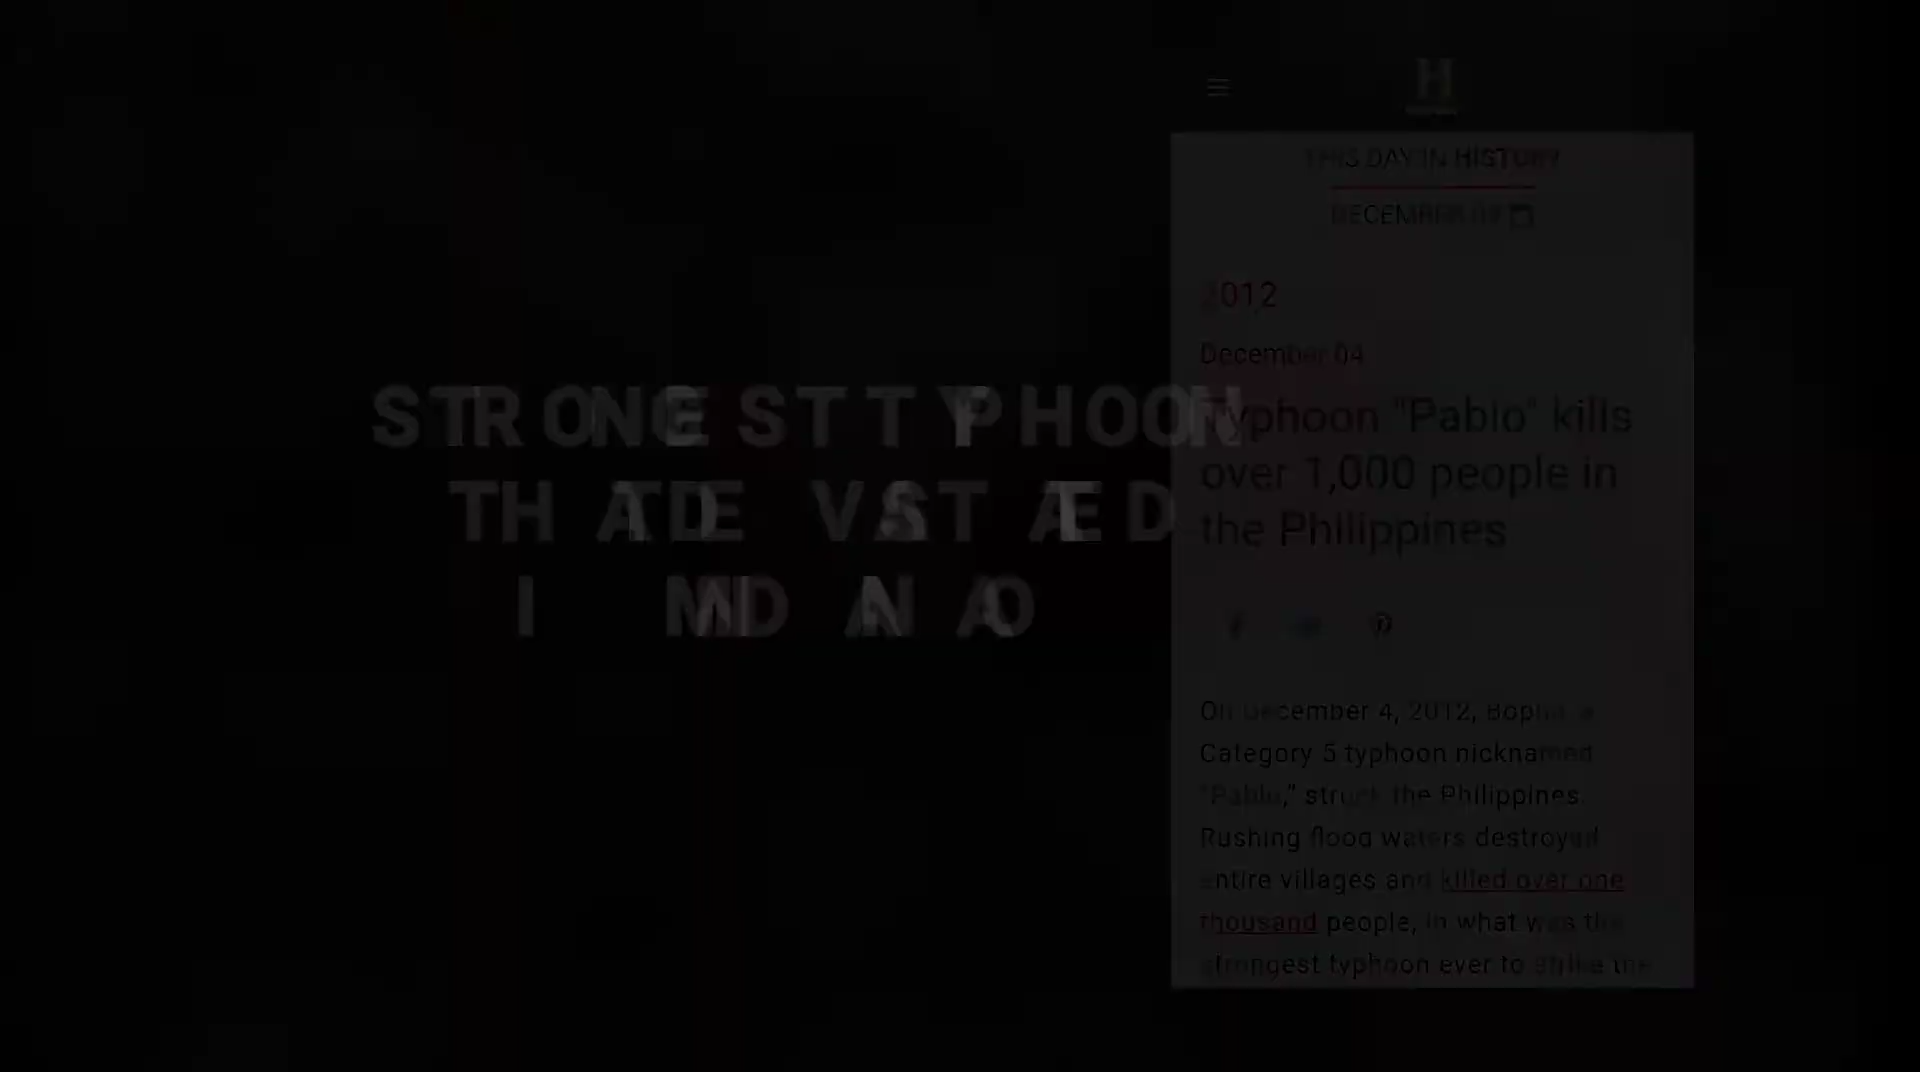 STRONGEST TYPHOON
THAT DEVASTATED
MINDANAO
H
THIS DAY IN HISTORY
DECEMBER 04
2012
December 04
Typhoon "Pablo" kills
over 1,000 people in
the Philippines
On December 4, 2012, Bopha, a
Category 5 typhoon nicknamed
"Pablo," struck the Philippines.
Rushing flood waters destroyed
entire villages and killed over one
thousand people, in what was the
strongest typhoon ever to strike the